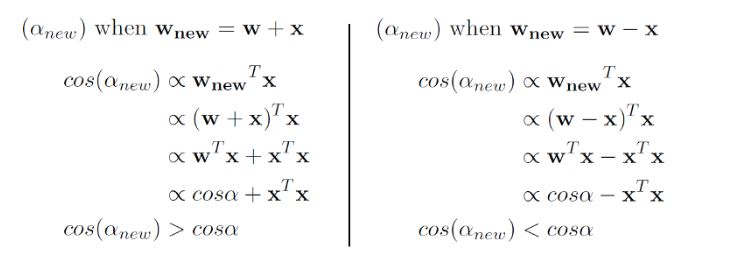 (α_new) when w_new = w + x
cos(α_new) ∝ w_new^T x
∝ (w + x)^T x
∝ w^T x + x^T x
∝ cosα + x^T x
cos(α_new) > cosα
(α_new) when w_new = w − x
cos(α_new) ∝ w_new^T x
∝ (w − x)^T x
∝ w^T x − x^T x
∝ cosα − x^T x
cos(α_new) < cosα